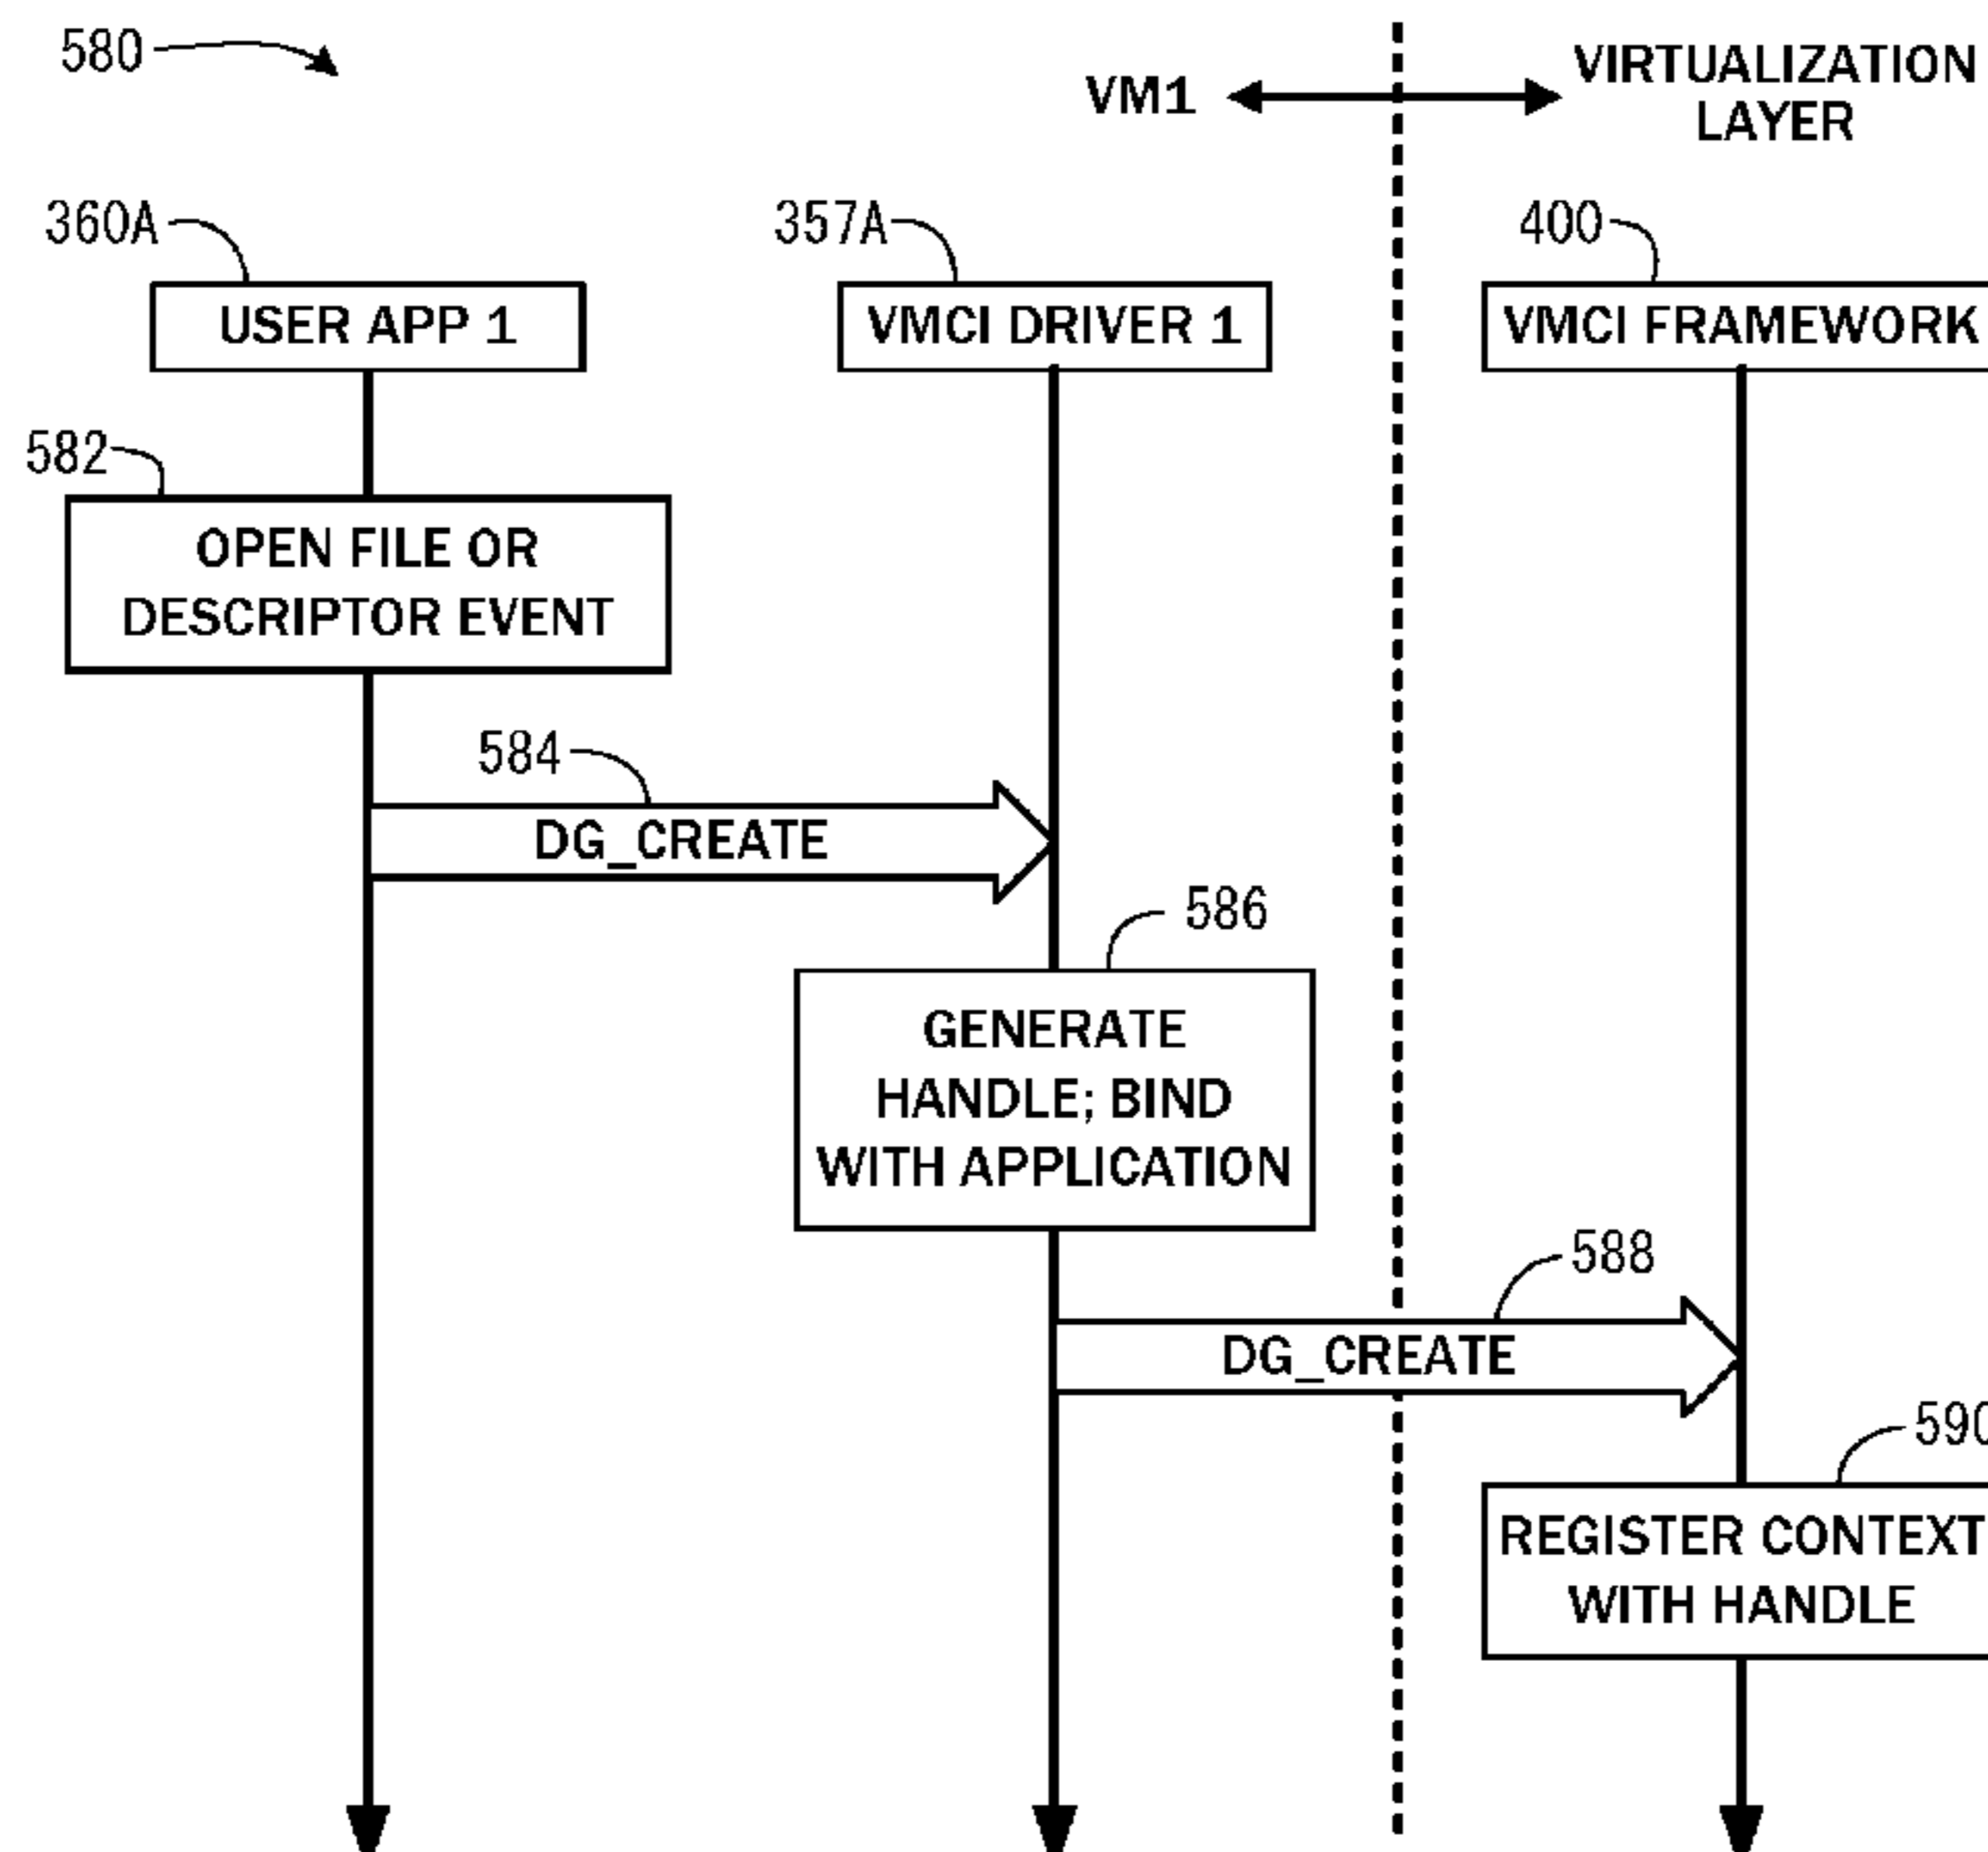 580
VM1
VIRTUALIZATION
LAYER
360A
357A
400
USER APP 1
VMCI DRIVER 1
VMCI FRAMEWORK
582
OPEN FILE OR
DESCRIPTOR EVENT
584
DG_CREATE
586
GENERATE
HANDLE; BIND
WITH APPLICATION
588
DG_CREATE
590
REGISTER CONTEXT
WITH HANDLE